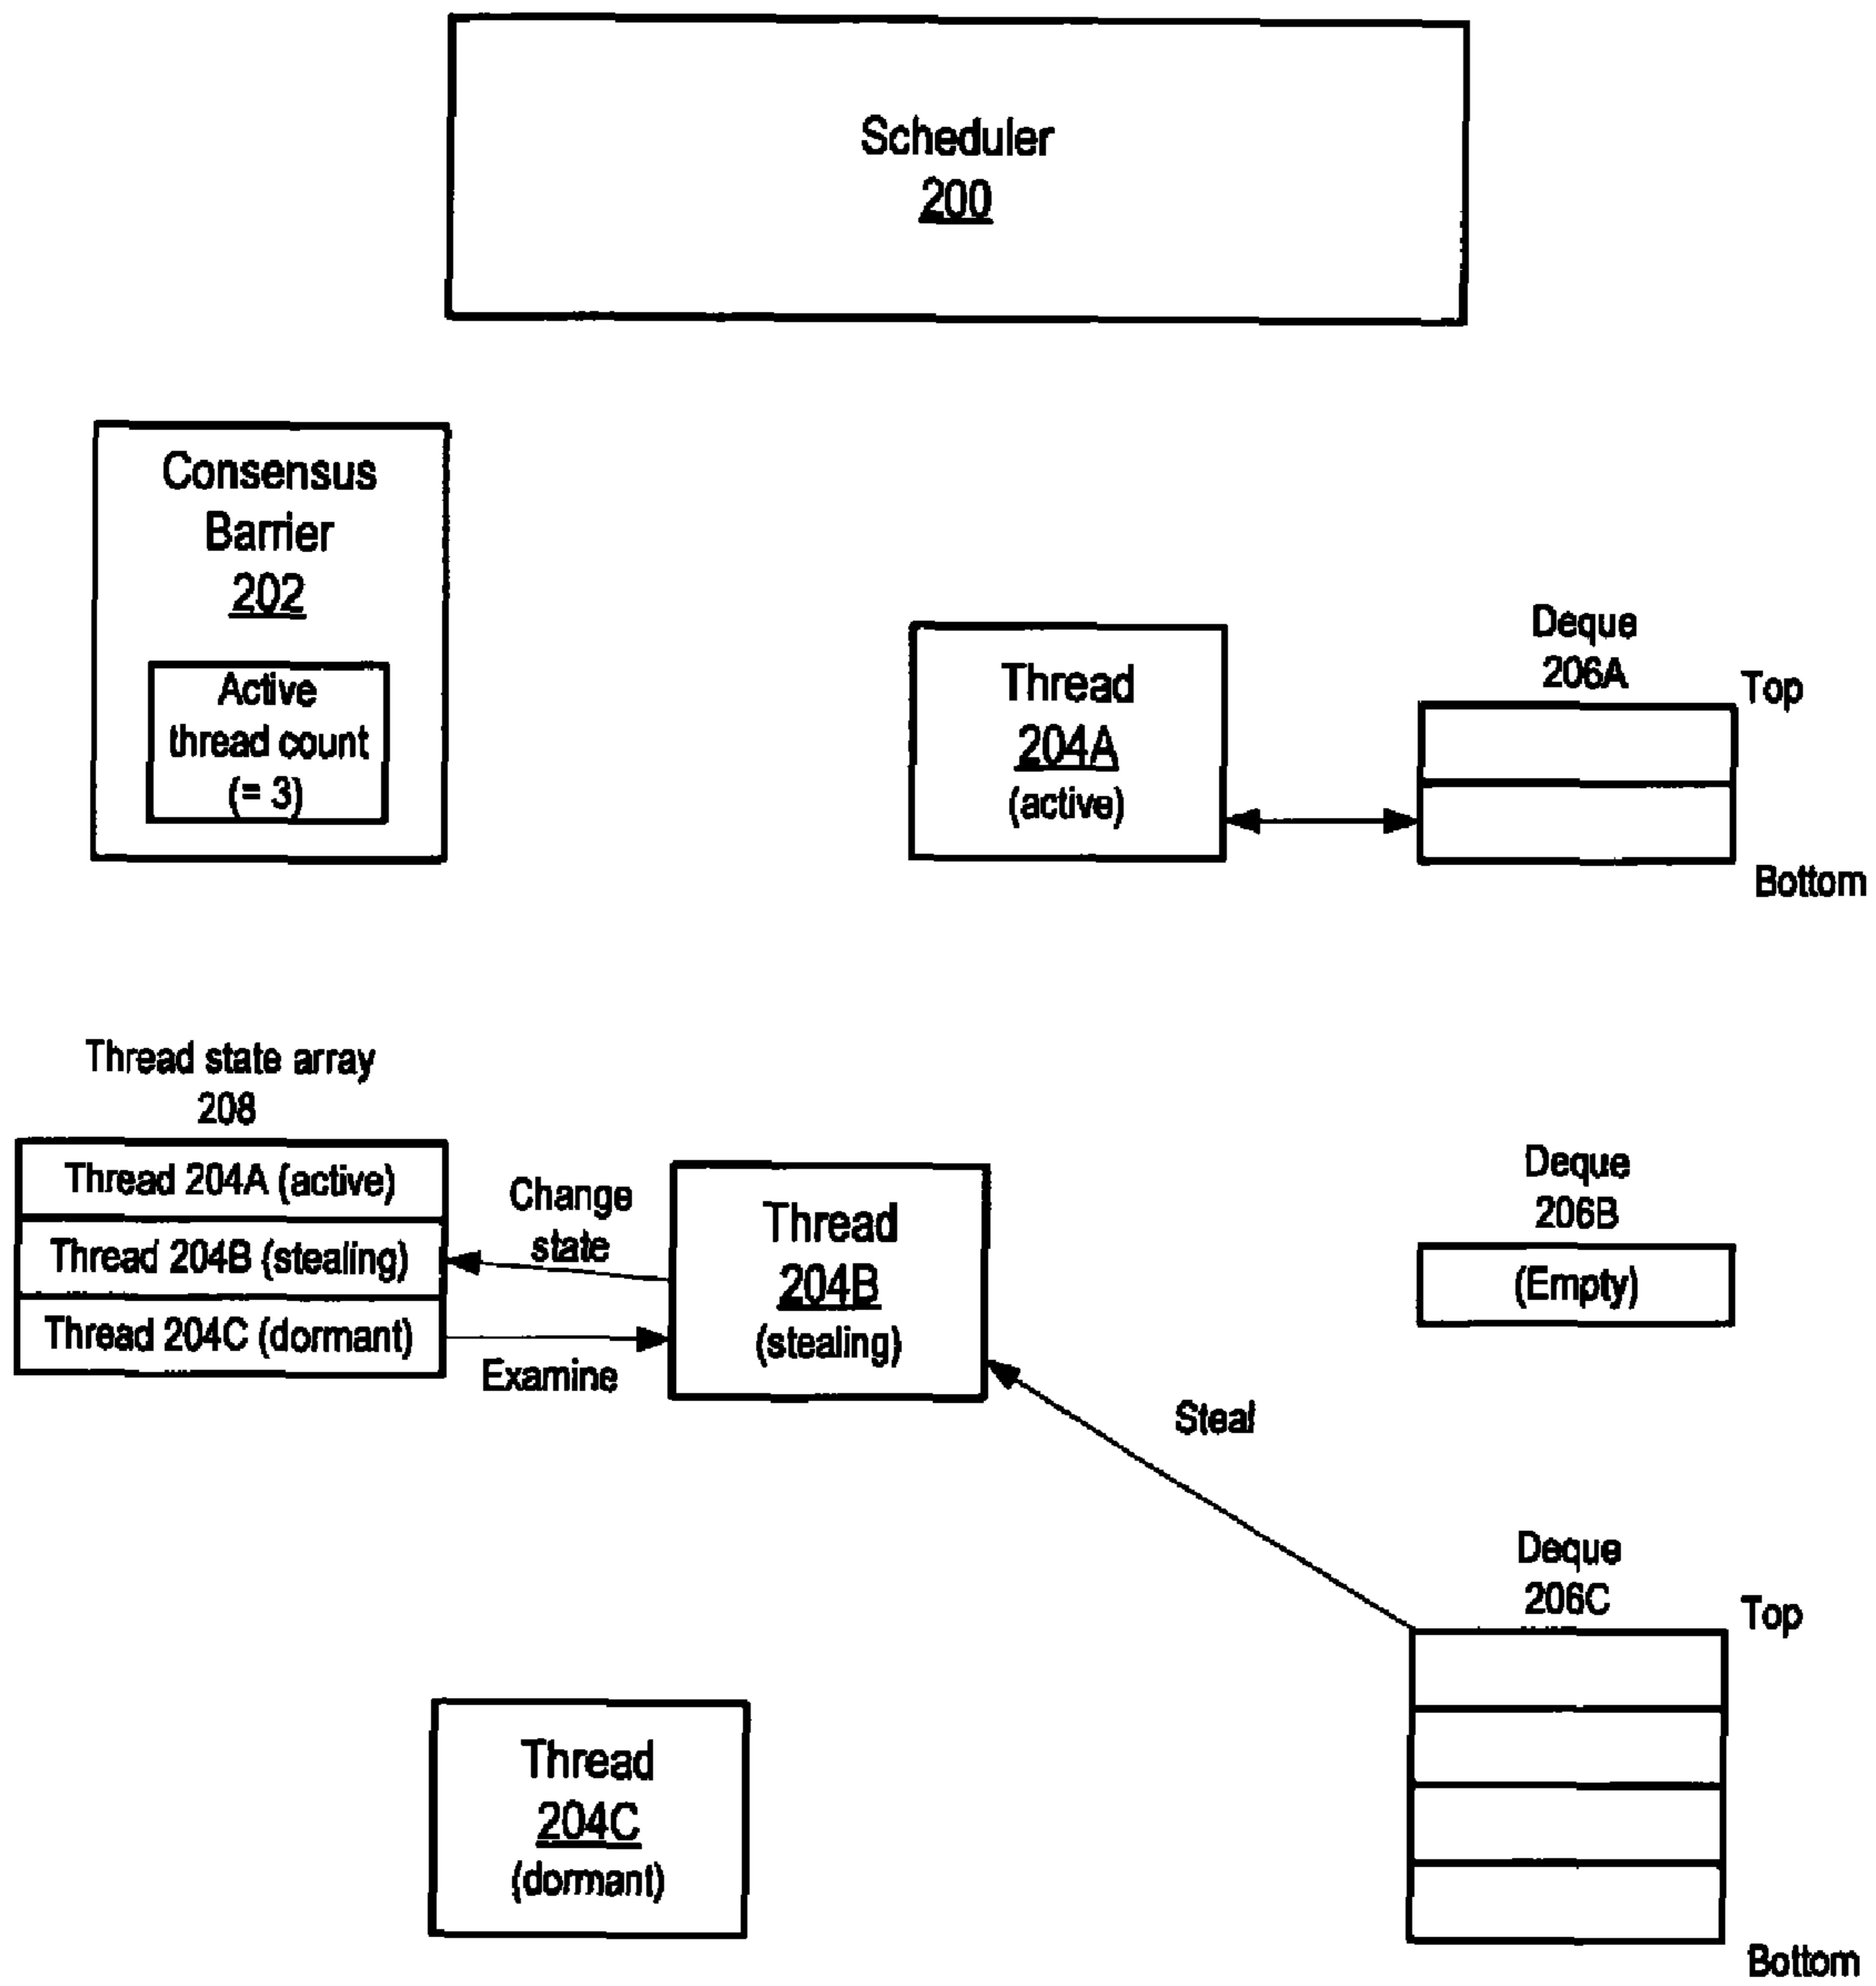 Scheduler
200
Consensus
Barrier
202
Active
thread count
(= 3)
Thread
204A
(active)
Deque
206A
Top
Bottom
Thread state array
208
Thread 204A (active)
Thread 204B (stealing)
Thread 204C (dormant)
Change
state
Examine
Thread
204B
(stealing)
Deque
206B
(Empty)
Steal
Deque
206C
Top
Bottom
Thread
204C
(dormant)